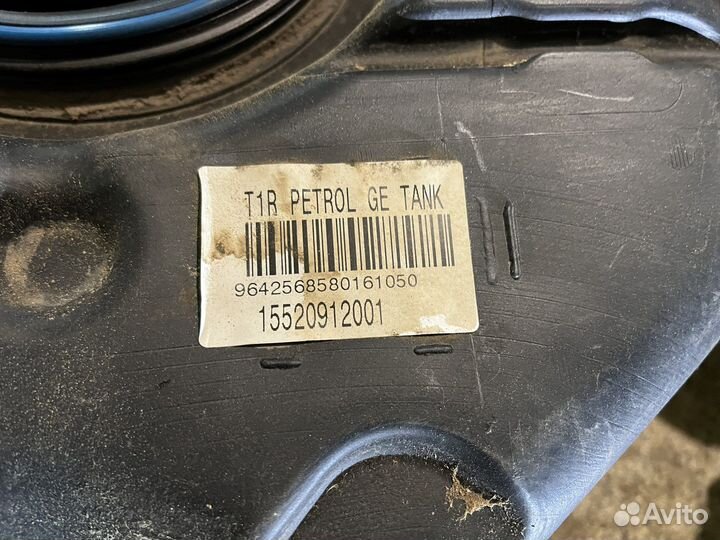 T1R PETROL GE TANK
9642568580161050
15520912001
Avito